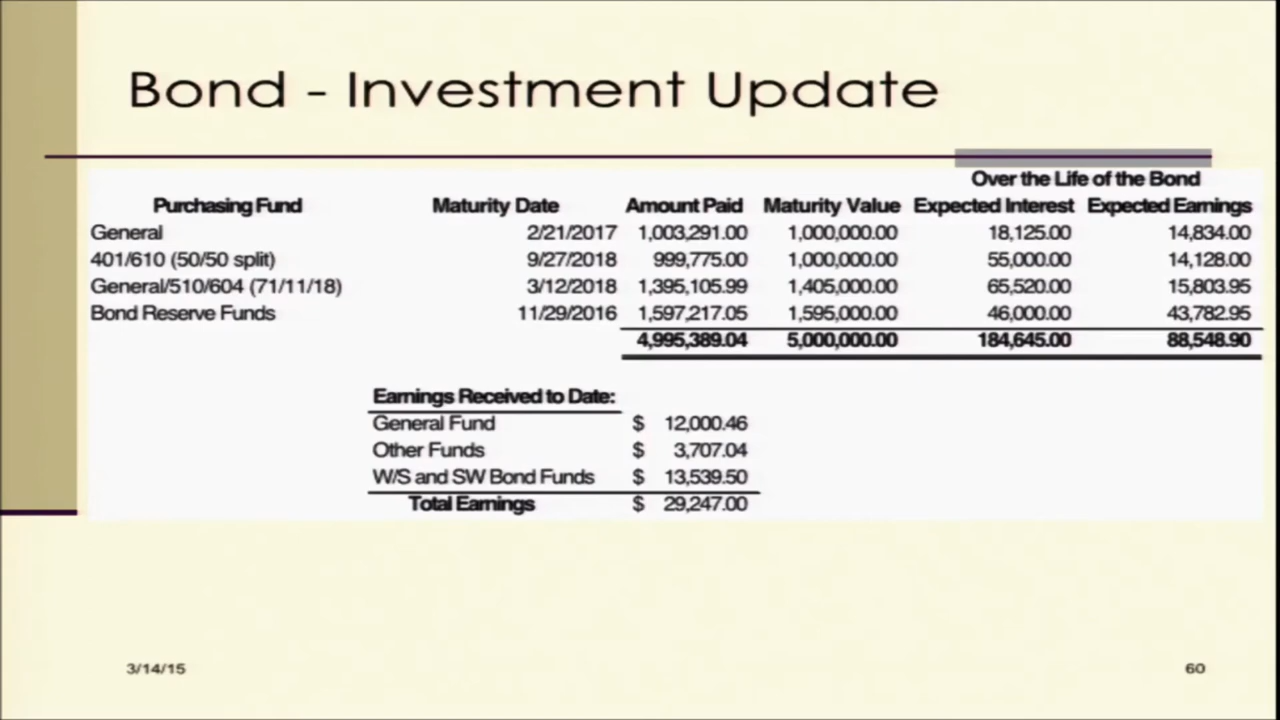 Bond - Investment Update
Over the Life of the Bond
Purchasing Fund Maturity Date Amount Paid Maturity Value Expected Interest Expected Earnings
General 2/21/2017 1,003,291.00 1,000,000.00 18,125.00 14,834.00
401/610 (50/50 split) 9/27/2018 999,775.00 1,000,000.00 55,000.00 14,128.00
General/510/604 (71/11/18) 3/12/2018 1,395,105.99 1,405,000.00 65,520.00 15,803.95
Bond Reserve Funds 11/29/2016 1,597,217.05 1,595,000.00 46,000.00 43,782.95
4,995,389.04 5,000,000.00 184,645.00 88,548.90
Earnings Received to Date:
General Fund $ 12,000.46
Other Funds $ 3,707.04
W/S and SW Bond Funds $ 13,539.50
Total Earnings $ 29,247.00
3/14/15 60